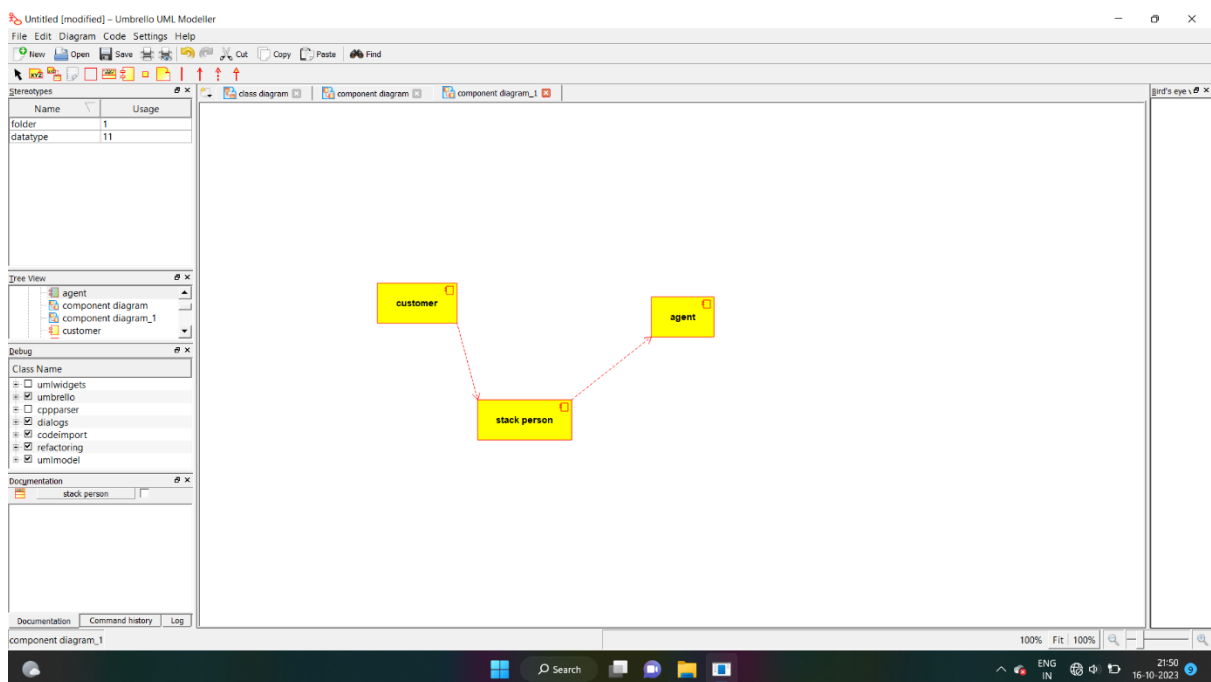 Untitled [modified] – Umbrello UML Modeller
File Edit Diagram Code Settings Help
New Open Save Cut Copy Paste Find
Stereotypes
Name Usage
folder 1
datatype 11
class diagram component diagram component diagram_1
Bird's eye v
customer
agent
stack person
Tree View
agent
component diagram
component diagram_1
customer
Debug
Class Name
umlwidgets
umbrello
cppparser
dialogs
codeimport
refactoring
umlmodel
Documentation
stack person
Documentation Command history Log
component diagram_1
100% Fit 100%
Search
ENG
IN
21:50
16-10-2023
9